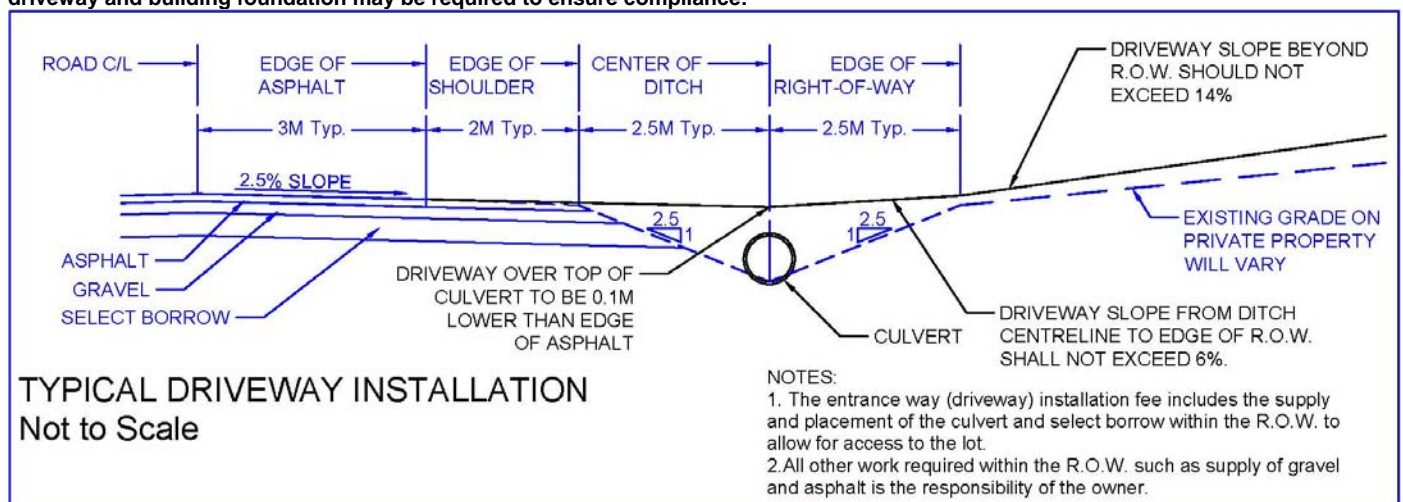 driveway and building foundation may be required to ensure compliance.
ROAD C/L
EDGE OF
ASPHALT
EDGE OF
SHOULDER
CENTER OF
DITCH
EDGE OF
RIGHT-OF-WAY
DRIVEWAY SLOPE BEYOND
R.O.W. SHOULD NOT
EXCEED 14%
3M Typ.
2M Typ.
2.5M Typ.
2.5M Typ.
2.5% SLOPE
2.5
1
2.5
1
EXISTING GRADE ON
PRIVATE PROPERTY
WILL VARY
ASPHALT
GRAVEL
SELECT BORROW
DRIVEWAY OVER TOP OF
CULVERT TO BE 0.1M
LOWER THAN EDGE
OF ASPHALT
CULVERT
DRIVEWAY SLOPE FROM DITCH
CENTRELINE TO EDGE OF R.O.W.
SHALL NOT EXCEED 6%.
TYPICAL DRIVEWAY INSTALLATION
Not to Scale
NOTES:
1. The entrance way (driveway) installation fee includes the supply
and placement of the culvert and select borrow within the R.O.W. to
allow for access to the lot.
2.All other work required within the R.O.W. such as supply of gravel
and asphalt is the responsibility of the owner.